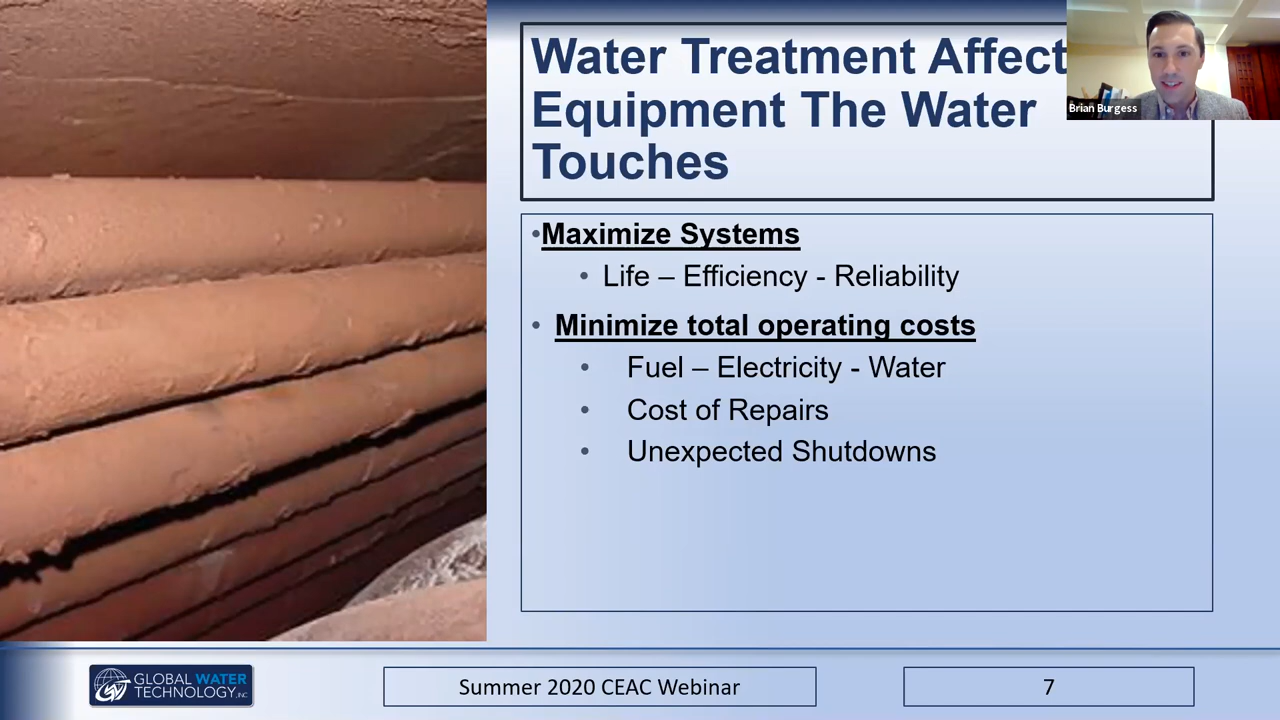 Water Treatment Affect
Equipment The Water
Touches
Brian Burgess
•Maximize Systems
• Life – Efficiency - Reliability
• Minimize total operating costs
• Fuel – Electricity - Water
• Cost of Repairs
• Unexpected Shutdowns
GLOBAL WATER
TECHNOLOGY, INC
Summer 2020 CEAC Webinar
7